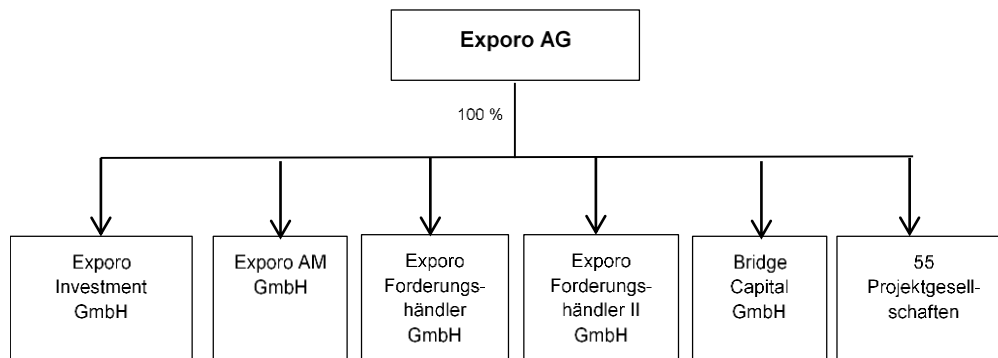 Exporo AG
100 %
Exporo
Investment
GmbH
Exporo AM
GmbH
Exporo
Forderungs-
händler
GmbH
Exporo
Forderungs-
händler II
GmbH
Bridge
Capital
GmbH
55
Projektgesell-
schaften